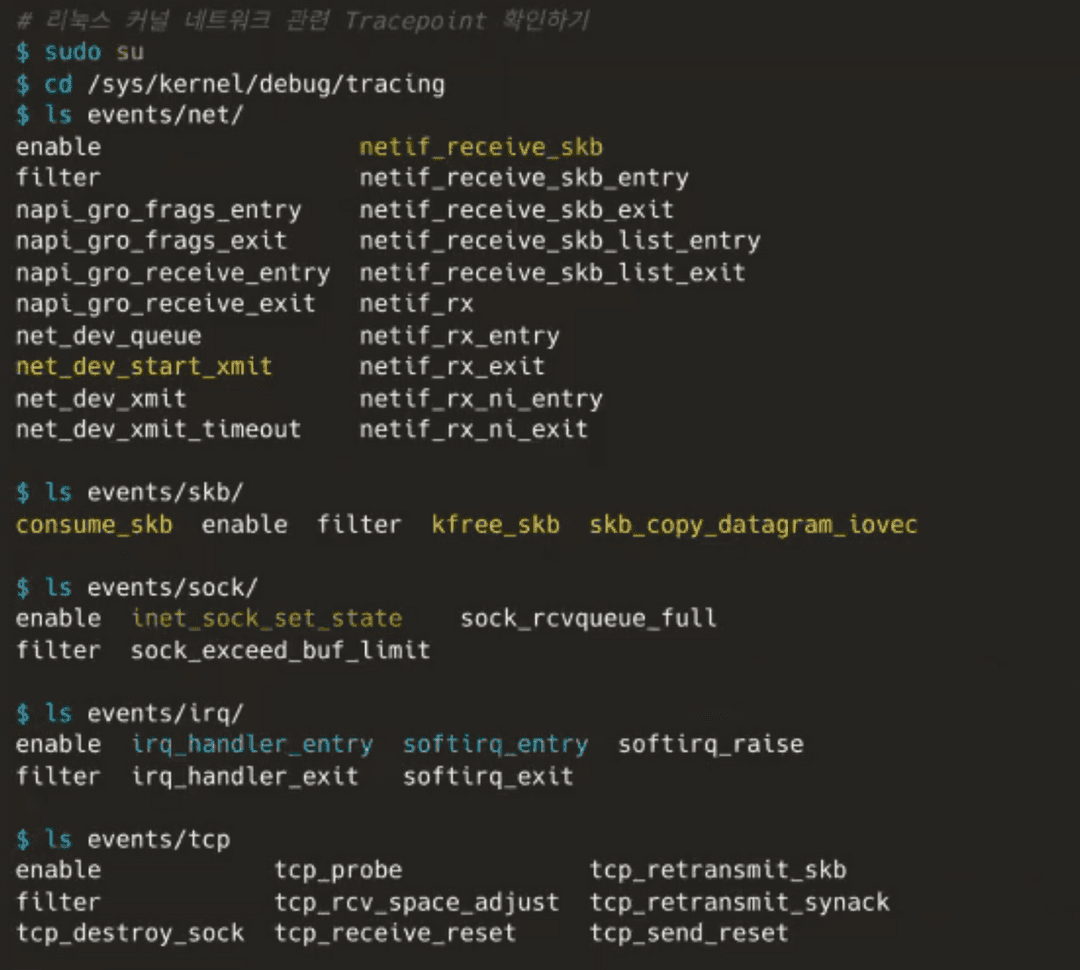 # 리눅스 커널 네트워크 관련 Tracepoint 확인하기
$ sudo su
$ cd /sys/kernel/debug/tracing
$ ls events/net/
enable netif_receive_skb
filter netif_receive_skb_entry
napi_gro_frags_entry netif_receive_skb_exit
napi_gro_frags_exit netif_receive_skb_list_entry
napi_gro_receive_entry netif_receive_skb_list_exit
napi_gro_receive_exit netif_rx
net_dev_queue netif_rx_entry
net_dev_start_xmit netif_rx_exit
net_dev_xmit netif_rx_ni_entry
net_dev_xmit_timeout netif_rx_ni_exit
$ ls events/skb/
consume_skb enable filter kfree_skb skb_copy_datagram_iovec
$ ls events/sock/
enable inet_sock_set_state sock_rcvqueue_full
filter sock_exceed_buf_limit
$ ls events/irq/
enable irq_handler_entry softirq_entry softirq_raise
filter irq_handler_exit softirq_exit
$ ls events/tcp
enable tcp_probe tcp_retransmit_skb
filter tcp_rcv_space_adjust tcp_retransmit_synack
tcp_destroy_sock tcp_receive_reset tcp_send_reset